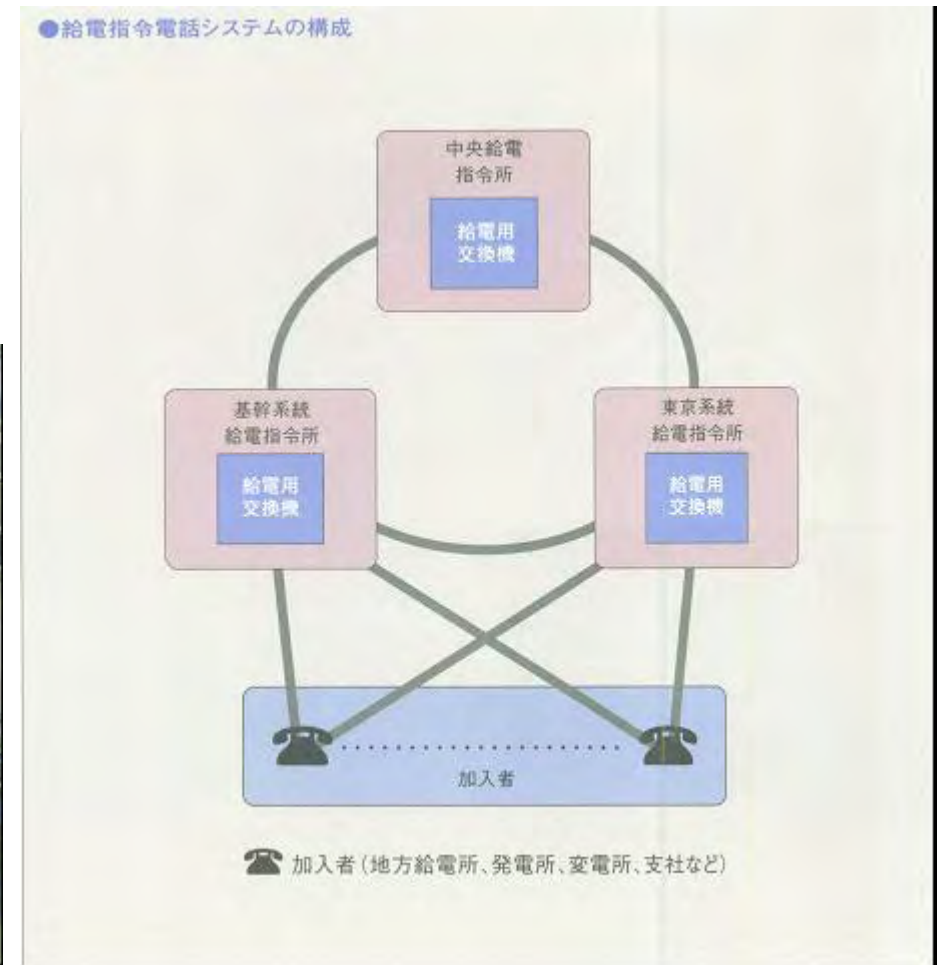 ●給電指令電話システムの構成
中央給電
指令所
給電用
交換機
基幹系統
給電指令所
給電用
交換機
東京系統
給電指令所
給電用
交換機
加入者
加入者(地方給電所、発電所、変電所、支社など)